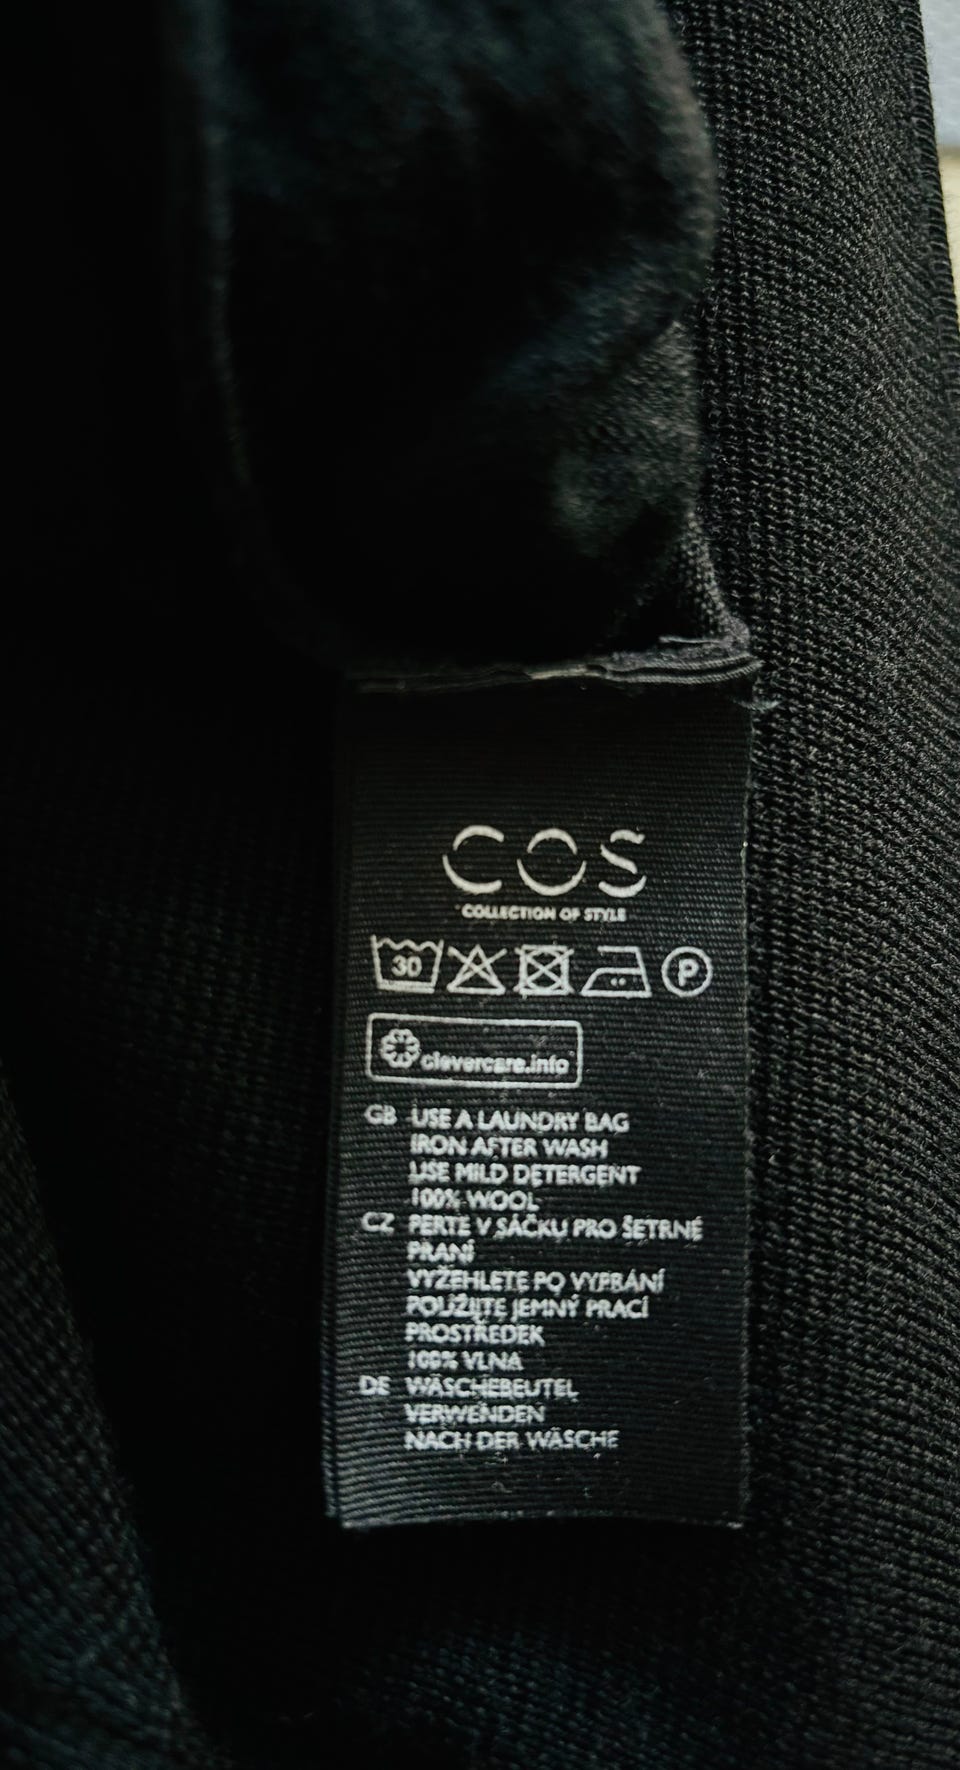 COS
COLLECTION OF STYLE
30 P
clevercare.info
GB USE A LAUNDRY BAG
IRON AFTER WASH
USE MILD DETERGENT
100% WOOL
CZ PERTE V SÁČKU PRO ŠETRNÉ
PRANÍ
VYŽEHLETE PO VYPRÁNÍ
POUŽIJTE JEMNÝ PRACÍ
PROSTŘEDEK
100% VLNA
DE WÄSCHEBEUTEL
VERWENDEN
NACH DER WÄSCHE